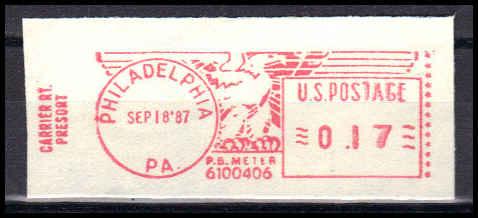 CARRIER RT.
PRESORT
PHILADELPHIA
SEP 18 '87
PA.
P.B. METER
6100406
U.S. POSTAGE
0.17